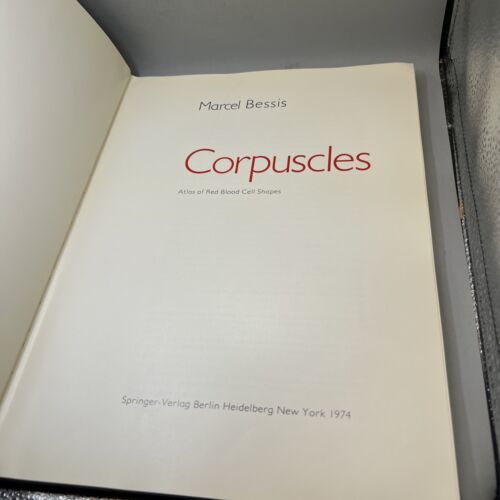 Marcel Bessis
Corpuscles
Atlas of Red Blood Cell Shapes
Springer-Verlag Berlin Heidelberg New York 1974